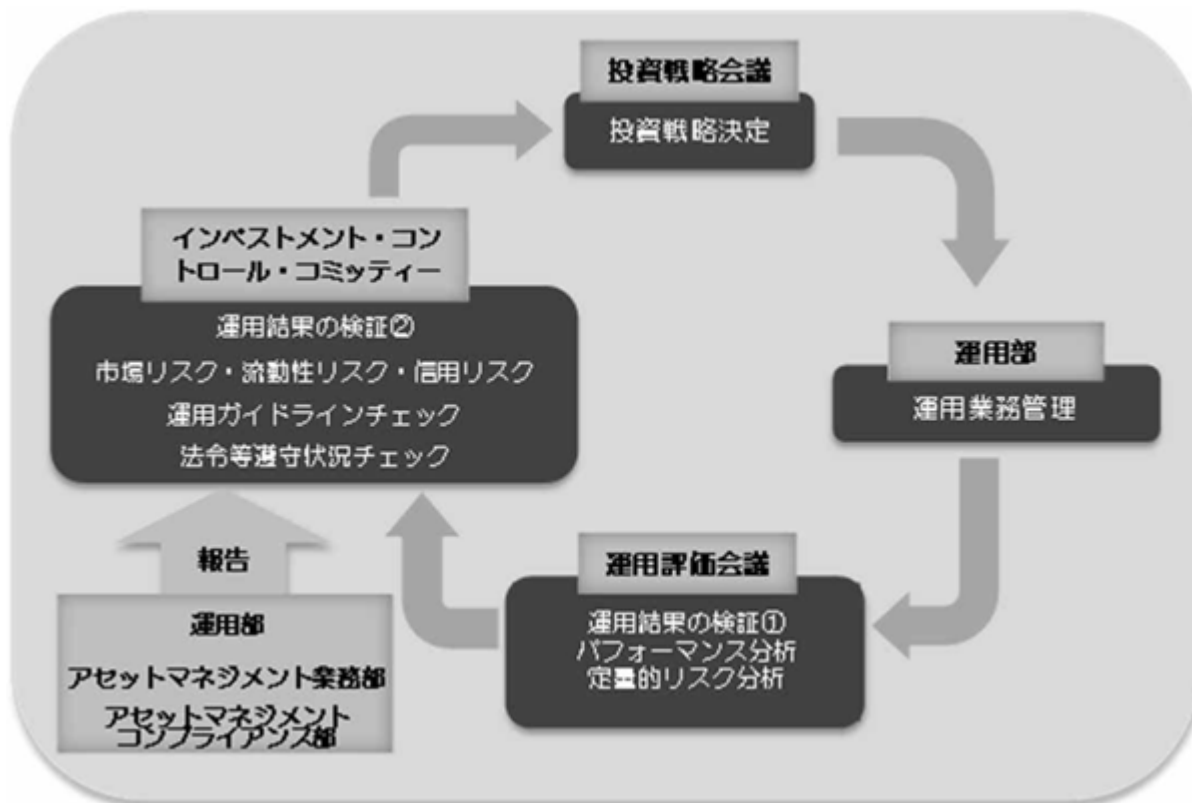 投資戦略会議
投資戦略決定
運用部
運用業務管理
運用評価会議
運用結果の検証①
パフォーマンス分析
定量的リスク分析
インベストメント・コン
トロール・コミッティー
運用結果の検証②
市場リスク・流動性リスク・信用リスク
運用ガイドラインチェック
法令等遵守状況チェック
報告
運用部
アセットマネジメント業務部
アセットマネジメント
コンプライアンス部